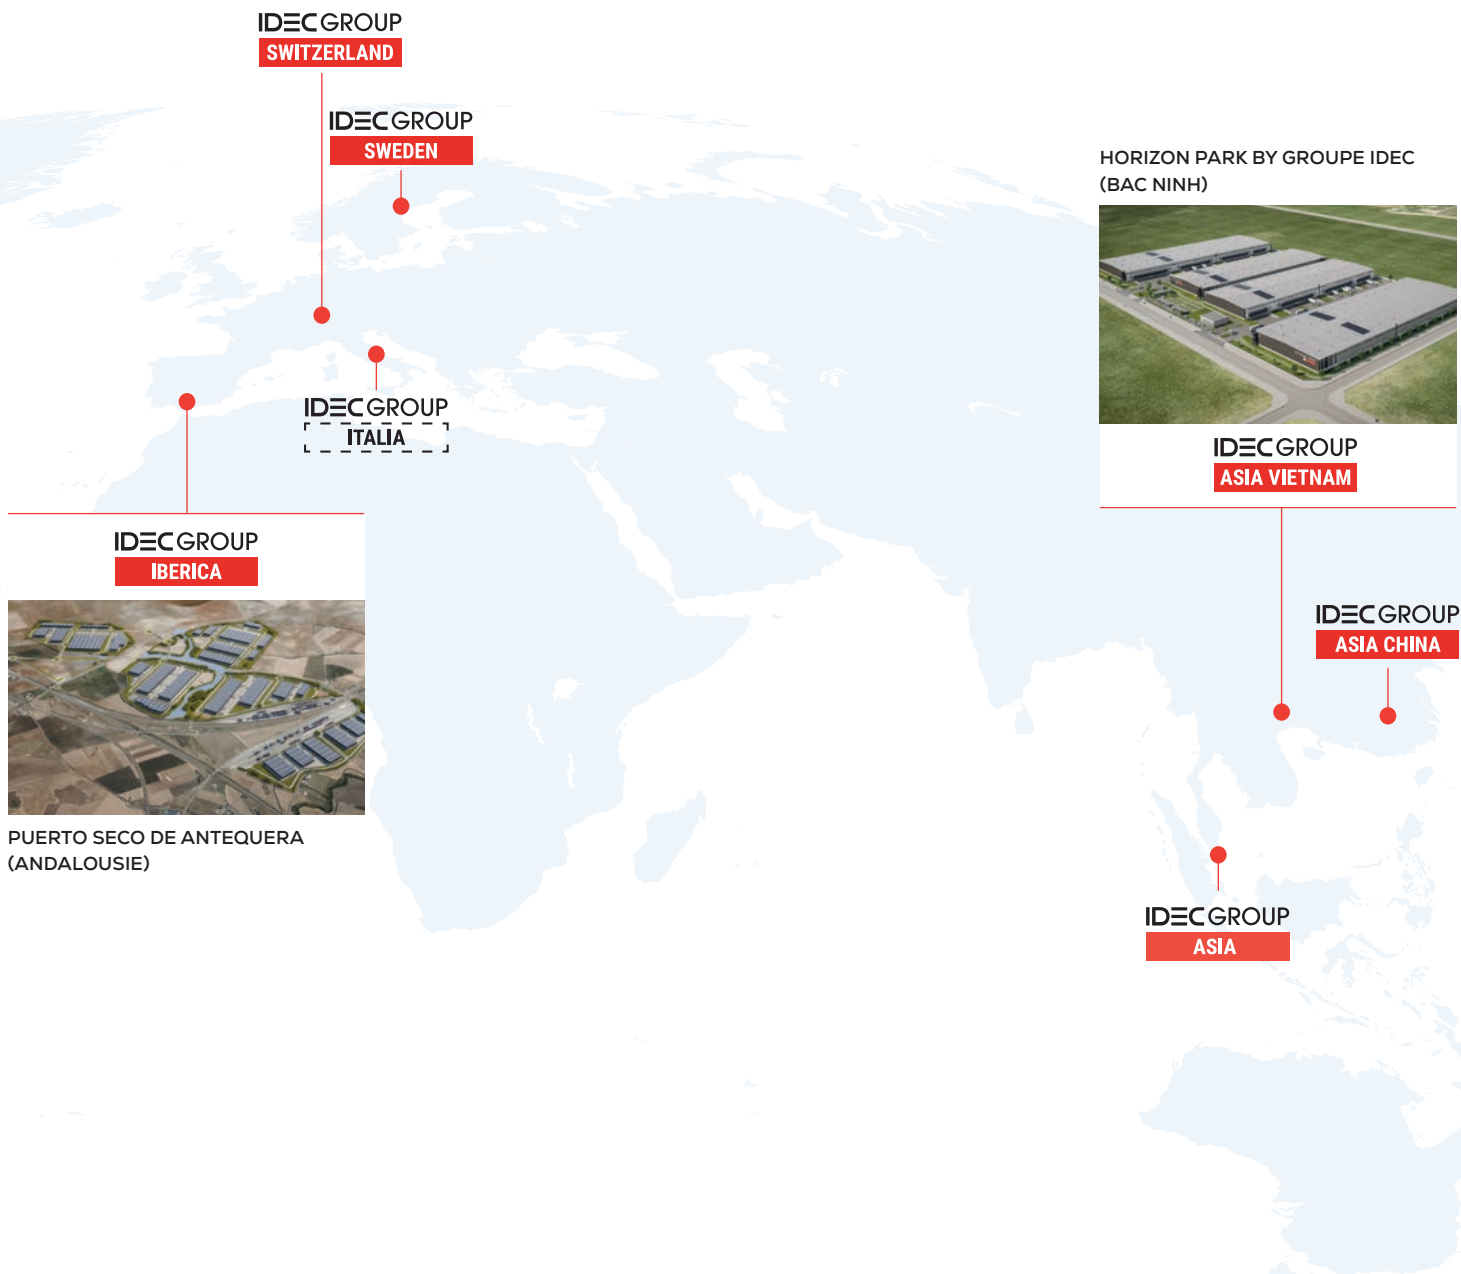 IDEC GROUP
SWITZERLAND
IDEC GROUP
SWEDEN
HORIZON PARK BY GROUPE IDEC
(BAC NINH)
IDEC GROUP
ITALIA
IDEC GROUP
ASIA VIETNAM
IDEC GROUP
IBERICA
IDEC GROUP
ASIA CHINA
PUERTO SECO DE ANTEQUERA
(ANDALOUSIE)
IDEC GROUP
ASIA